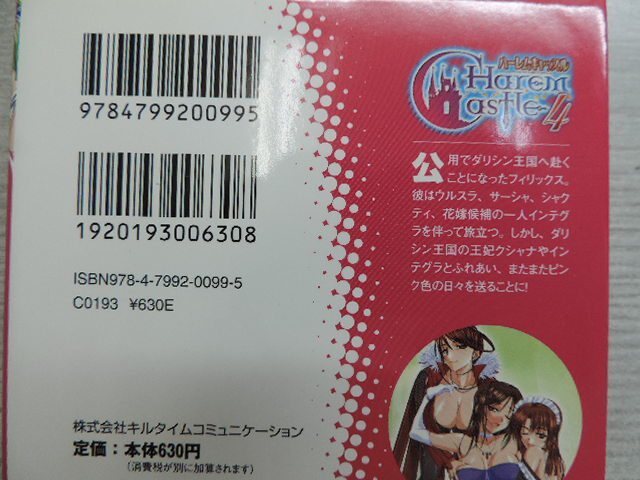 9784799200995
1920193006308
ISBN978-4-7992-0099-5
C0193 ¥630E
株式会社キルタイムコミュニケーション
定価：本体630円
（消費税が別に加算されます）
ハーレムキャッスル
Harem
Castle 4
公用でダリシン王国へ赴く
ことになったフィリックス。
彼はウルスラ、サーシャ、シャク
ティ、花嫁候補の一人インテグ
ラを伴って旅立つ。しかし、ダリ
シン王国の王妃クシャナやイン
テグラとふれあい、またまたピン
ク色の日々を送ることに!